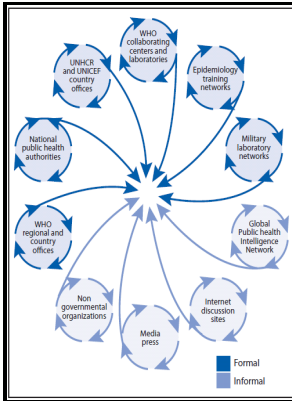 WHO
collaborating
centers and
laboratories
UNHCR
and UNICEF
country
offices
Epidemiology
training
networks
National
public health
authorities
Military
laboratory
networks
WHO
regional and
country
offices
Global
Public health
Intelligence
Network
Non
governmental
organizations
Internet
discussion
sites
Media
press
Formal
Informal